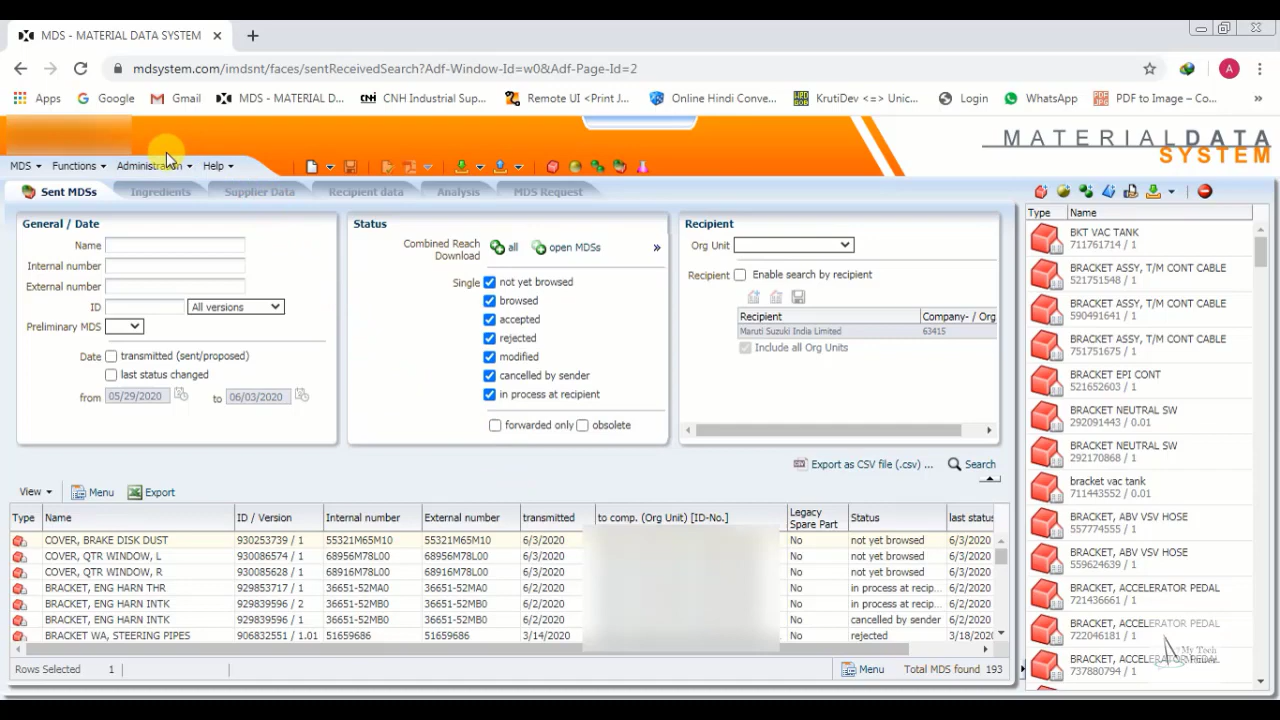 MDS - MATERIAL DATA SYSTEM
mdsystem.com/imdsnt/faces/sentReceivedSearch?Adf-Window-Id=w0&Adf-Page-Id=2
A
Apps Google Gmail MDS - MATERIAL D... CNH Industrial Sup... Remote UI <Print J... Online Hindi Conve... KrutiDev <=> Unic... Login WhatsApp PDF to Image – Co... »
MATERIALDATA
SYSTEM
MDS Functions Administration Help
Sent MDSs Ingredients Supplier Data Recipient data Analysis MDS Request
General / Date
Name
Internal number
External number
ID All versions
Preliminary MDS
Date transmitted (sent/proposed)
last status changed
from 05/29/2020 to 06/03/2020
Status
Combined Reach Download all open MDSs »
Single not yet browsed
browsed
accepted
rejected
modified
cancelled by sender
in process at recipient
forwarded only obsolete
Recipient
Org Unit
Recipient Enable search by recipient
Recipient Company- / Org
Maruti Suzuki India Limited 63415
Include all Org Units
Export as CSV file (.csv) ... Search
View Menu Export
Type Name ID / Version Internal number External number transmitted to comp. (Org Unit) [ID-No.] Legacy Spare Part Status last status
COVER, BRAKE DISK DUST 930253739 / 1 55321M65M10 55321M65M10 6/3/2020 No not yet browsed 6/3/2020
COVER, QTR WINDOW, L 930086574 / 1 68956M78L00 68956M78L00 6/3/2020 No not yet browsed 6/3/2020
COVER, QTR WINDOW, R 930085628 / 1 68916M78L00 68916M78L00 6/3/2020 No not yet browsed 6/3/2020
BRACKET, ENG HARN THR 929853917 / 1 36651-52MA0 36651-52MA0 6/2/2020 No in process at recip... 6/2/2020
BRACKET, ENG HARN INTK 929839596 / 2 36651-52MB0 36651-52MB0 6/2/2020 No in process at recip... 6/2/2020
BRACKET, ENG HARN INTK 929839596 / 1 36651-52MB0 36651-52MB0 6/2/2020 No cancelled by sender 6/2/2020
BRACKET WA, STEERING PIPES 906832551 / 1.01 51659686 51659686 3/14/2020 No rejected 3/18/2020
Rows Selected 1 Menu Total MDS found 193
Type Name
BKT VAC TANK
711761714 / 1
BRACKET ASSY, T/M CONT CABLE
521751548 / 1
BRACKET ASSY, T/M CONT CABLE
590491641 / 1
BRACKET ASSY, T/M CONT CABLE
751751675 / 1
BRACKET EPI CONT
521652603 / 1
BRACKET NEUTRAL SW
292091443 / 0.01
BRACKET NEUTRAL SW
292170868 / 1
bracket vac tank
711443552 / 0.01
BRACKET, ABV VSV HOSE
557774555 / 1
BRACKET, ABV VSV HOSE
559624639 / 1
BRACKET, ACCELERATOR PEDAL
721436661 / 1
BRACKET, ACCELERATOR PEDAL
722046181 / 1
BRACKET, ACCELERATOR PEDAL
737880794 / 1
My Tech